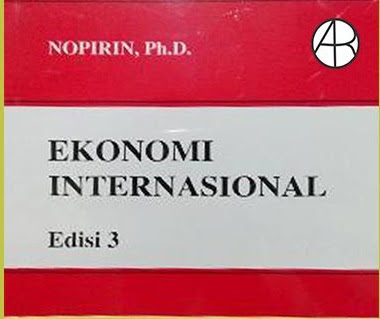 NOPIRIN, Ph.D.
EKONOMI
INTERNASIONAL
Edisi 3